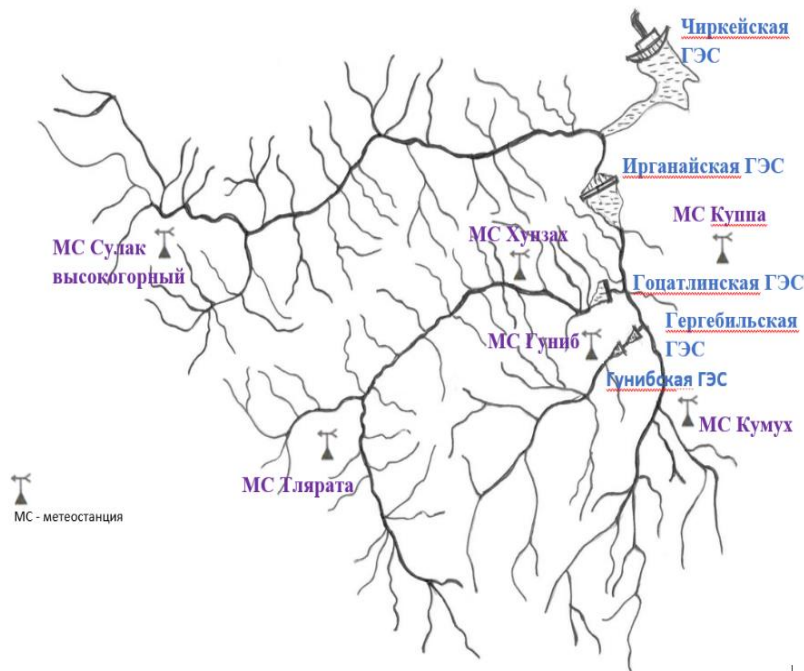 Чиркейская
ГЭС
Ирганайская ГЭС
МС Куппа
МС Хунзах
МС Сулак
высокогорный
Гоцатлинская ГЭС
Гергебильская
ГЭС
МС Гуниб
Гунибская ГЭС
МС Кумух
МС Тлярата
МС - метеостанция